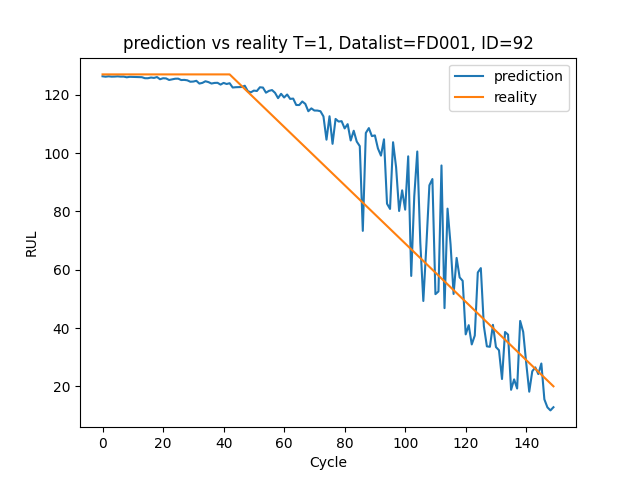 prediction vs reality T=1, Datalist=FD001, ID=92
prediction
reality
RUL
120
100
80
60
40
20
0 20 40 60 80 100 120 140
Cycle